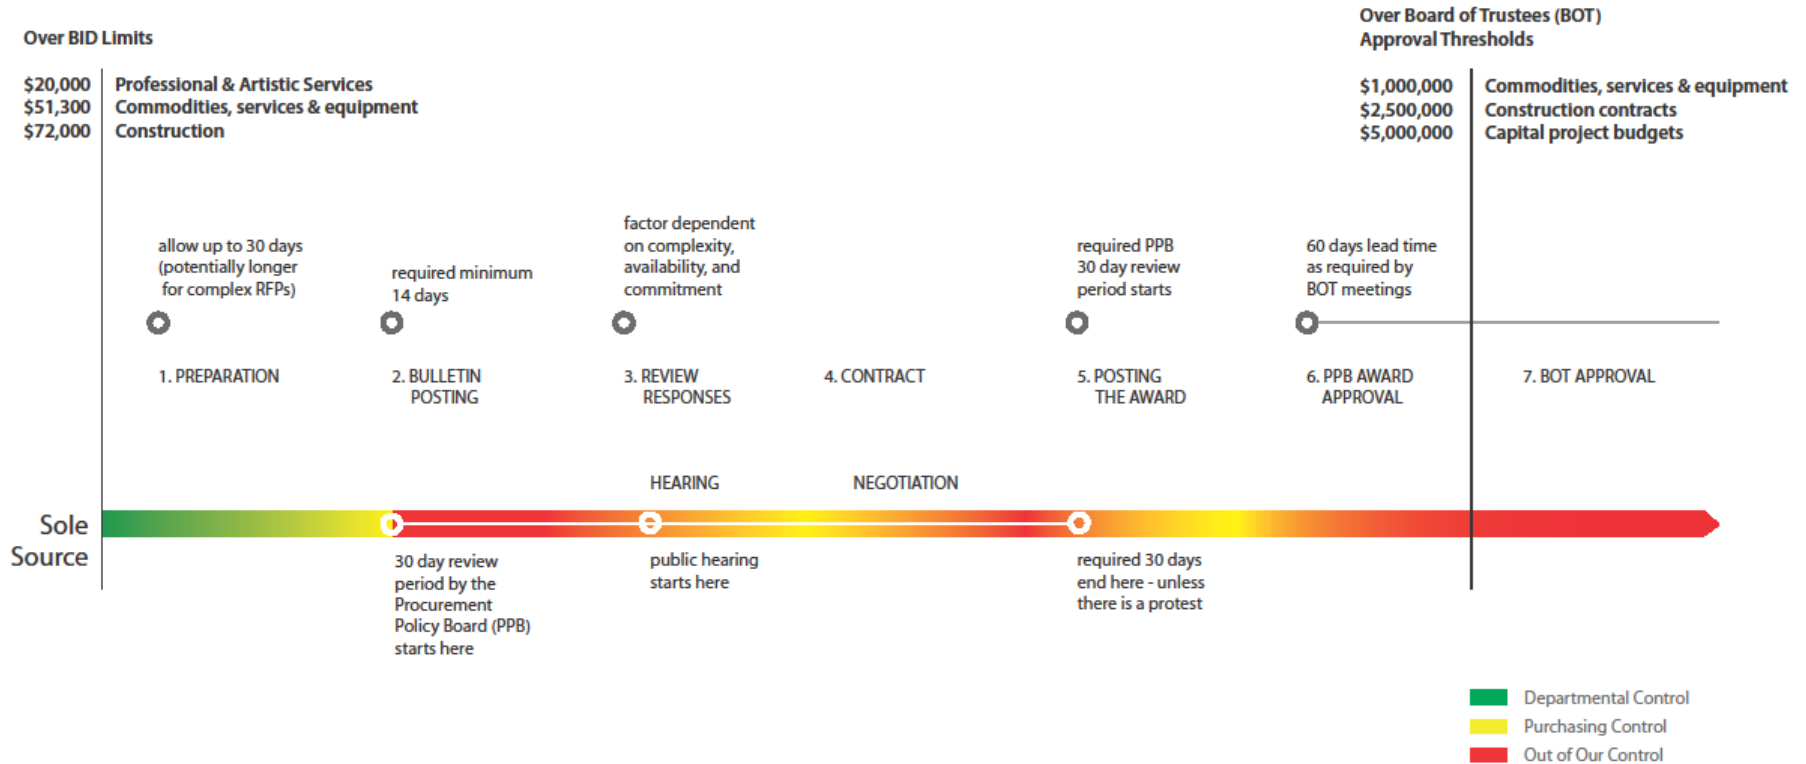 Over BID Limits
$20,000 Professional & Artistic Services
$51,300 Commodities, services & equipment
$72,000 Construction
Over Board of Trustees (BOT)
Approval Thresholds
$1,000,000 Commodities, services & equipment
$2,500,000 Construction contracts
$5,000,000 Capital project budgets
allow up to 30 days
(potentially longer
for complex RFPs)
required minimum
14 days
factor dependent
on complexity,
availability, and
commitment
required PPB
30 day review
period starts
60 days lead time
as required by
BOT meetings
1. PREPARATION
2. BULLETIN
POSTING
3. REVIEW
RESPONSES
4. CONTRACT
5. POSTING
THE AWARD
6. PPB AWARD
APPROVAL
7. BOT APPROVAL
HEARING
NEGOTIATION
Sole
Source
30 day review
period by the
Procurement
Policy Board (PPB)
starts here
public hearing
starts here
required 30 days
end here - unless
there is a protest
Departmental Control
Purchasing Control
Out of Our Control